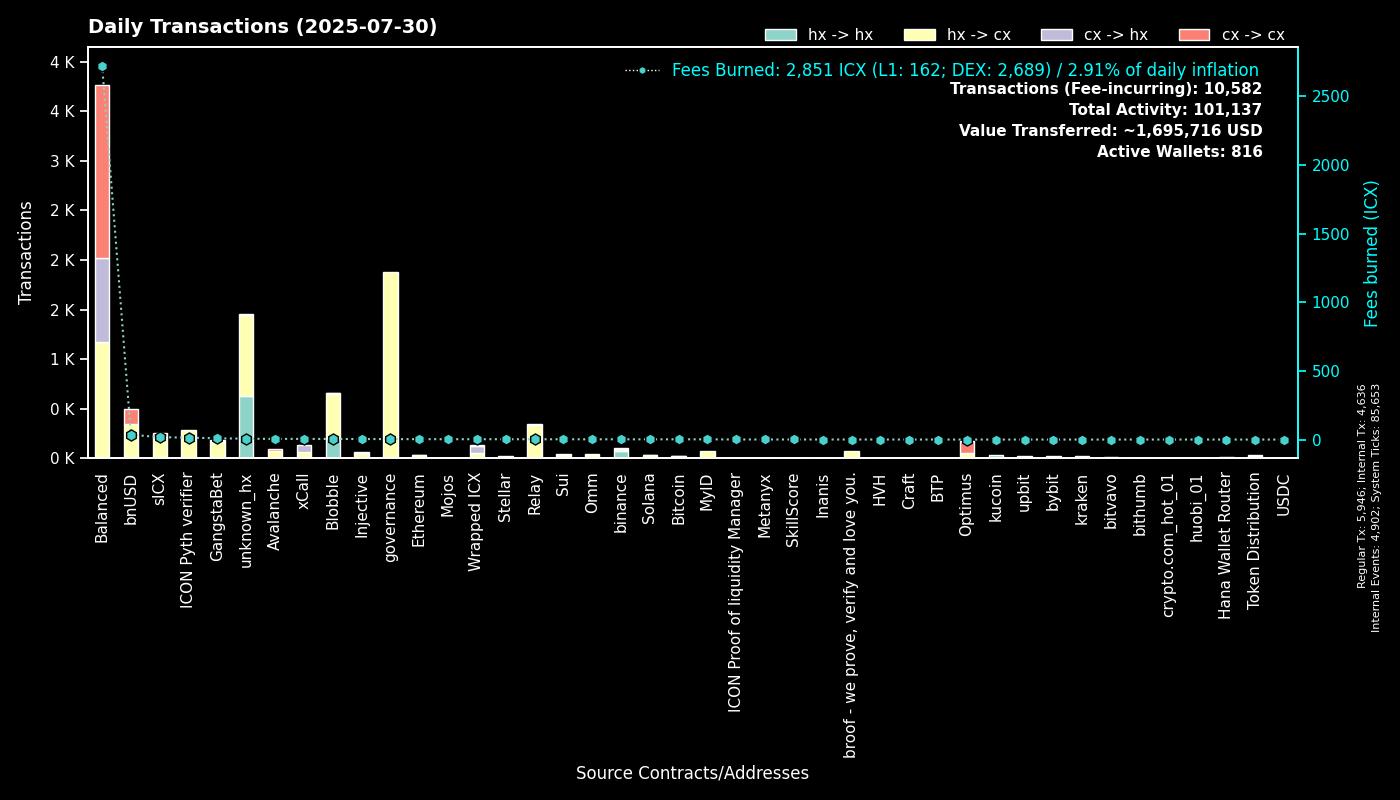 Daily Transactions (2025-07-30)
hx -> hx
hx -> cx
cx -> hx
cx -> cx
Fees Burned: 2,851 ICX (L1: 162; DEX: 2,689) / 2.91% of daily inflation
Transactions (Fee-incurring): 10,582
Total Activity: 101,137
Value Transferred: ~1,695,716 USD
Active Wallets: 816
Transactions
4 K
4 K
3 K
2 K
2 K
2 K
1 K
0 K
0 K
2500
2000
1500
1000
500
0
Fees burned (ICX)
Balanced
bnUSD
sICX
ICON Pyth verifier
GangstaBet
unknown_hx
Avalanche
xCall
Blobble
Injective
governance
Ethereum
Mojos
Wrapped ICX
Stellar
Relay
Sui
Omm
binance
Solana
Bitcoin
MyID
ICON Proof of liquidity Manager
Metanyx
SkillScore
Inanis
broof - we prove, verify and love you.
HVH
Craft
BTP
Optimus
kucoin
upbit
bybit
kraken
bitvavo
bithumb
crypto.com_hot_01
huobi_01
Hana Wallet Router
Token Distribution
USDC
Source Contracts/Addresses
Regular Tx: 5,946; Internal Tx: 4,636
Internal Events: 4,902; System Ticks: 85,653